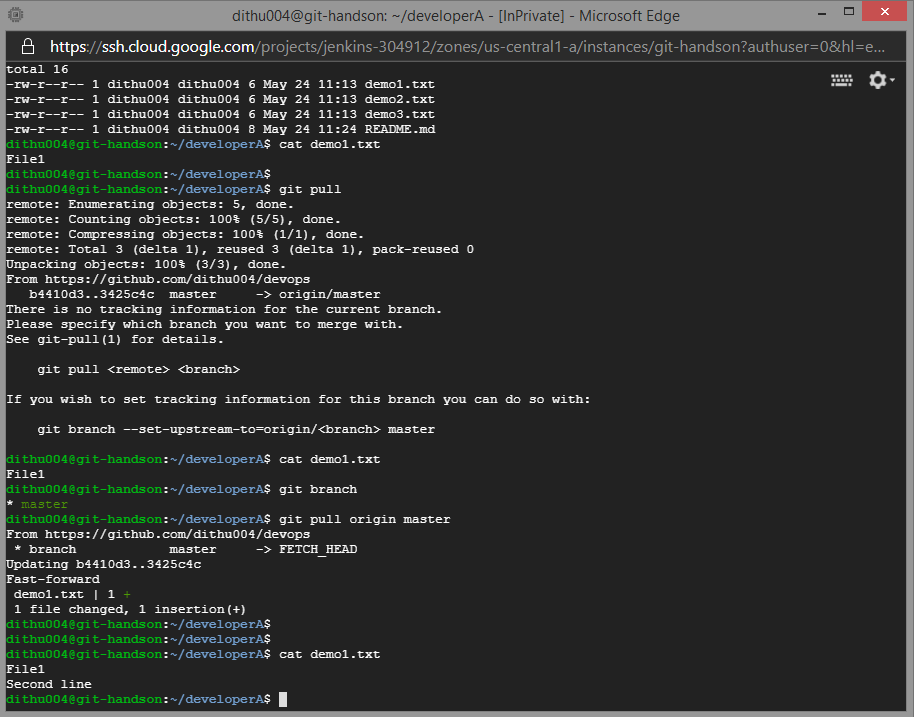 dithu004@git-handson: ~/developerA - [InPrivate] - Microsoft Edge
https://ssh.cloud.google.com/projects/jenkins-304912/zones/us-central1-a/instances/git-handson?authuser=0&hl=e...
total 16
-rw-r--r-- 1 dithu004 dithu004 6 May 24 11:13 demo1.txt
-rw-r--r-- 1 dithu004 dithu004 6 May 24 11:13 demo2.txt
-rw-r--r-- 1 dithu004 dithu004 6 May 24 11:13 demo3.txt
-rw-r--r-- 1 dithu004 dithu004 8 May 24 11:24 README.md
dithu004@git-handson:~/developerA$ cat demo1.txt
File1
dithu004@git-handson:~/developerA$
dithu004@git-handson:~/developerA$ git pull
remote: Enumerating objects: 5, done.
remote: Counting objects: 100% (5/5), done.
remote: Compressing objects: 100% (1/1), done.
remote: Total 3 (delta 1), reused 3 (delta 1), pack-reused 0
Unpacking objects: 100% (3/3), done.
From https://github.com/dithu004/devops
   b4410d3..3425c4c  master     -> origin/master
There is no tracking information for the current branch.
Please specify which branch you want to merge with.
See git-pull(1) for details.
    git pull <remote> <branch>
If you wish to set tracking information for this branch you can do so with:
    git branch --set-upstream-to=origin/<branch> master
dithu004@git-handson:~/developerA$ cat demo1.txt
File1
dithu004@git-handson:~/developerA$ git branch
* master
dithu004@git-handson:~/developerA$ git pull origin master
From https://github.com/dithu004/devops
 * branch            master     -> FETCH_HEAD
Updating b4410d3..3425c4c
Fast-forward
 demo1.txt | 1 +
 1 file changed, 1 insertion(+)
dithu004@git-handson:~/developerA$
dithu004@git-handson:~/developerA$
dithu004@git-handson:~/developerA$ cat demo1.txt
File1
Second line
dithu004@git-handson:~/developerA$